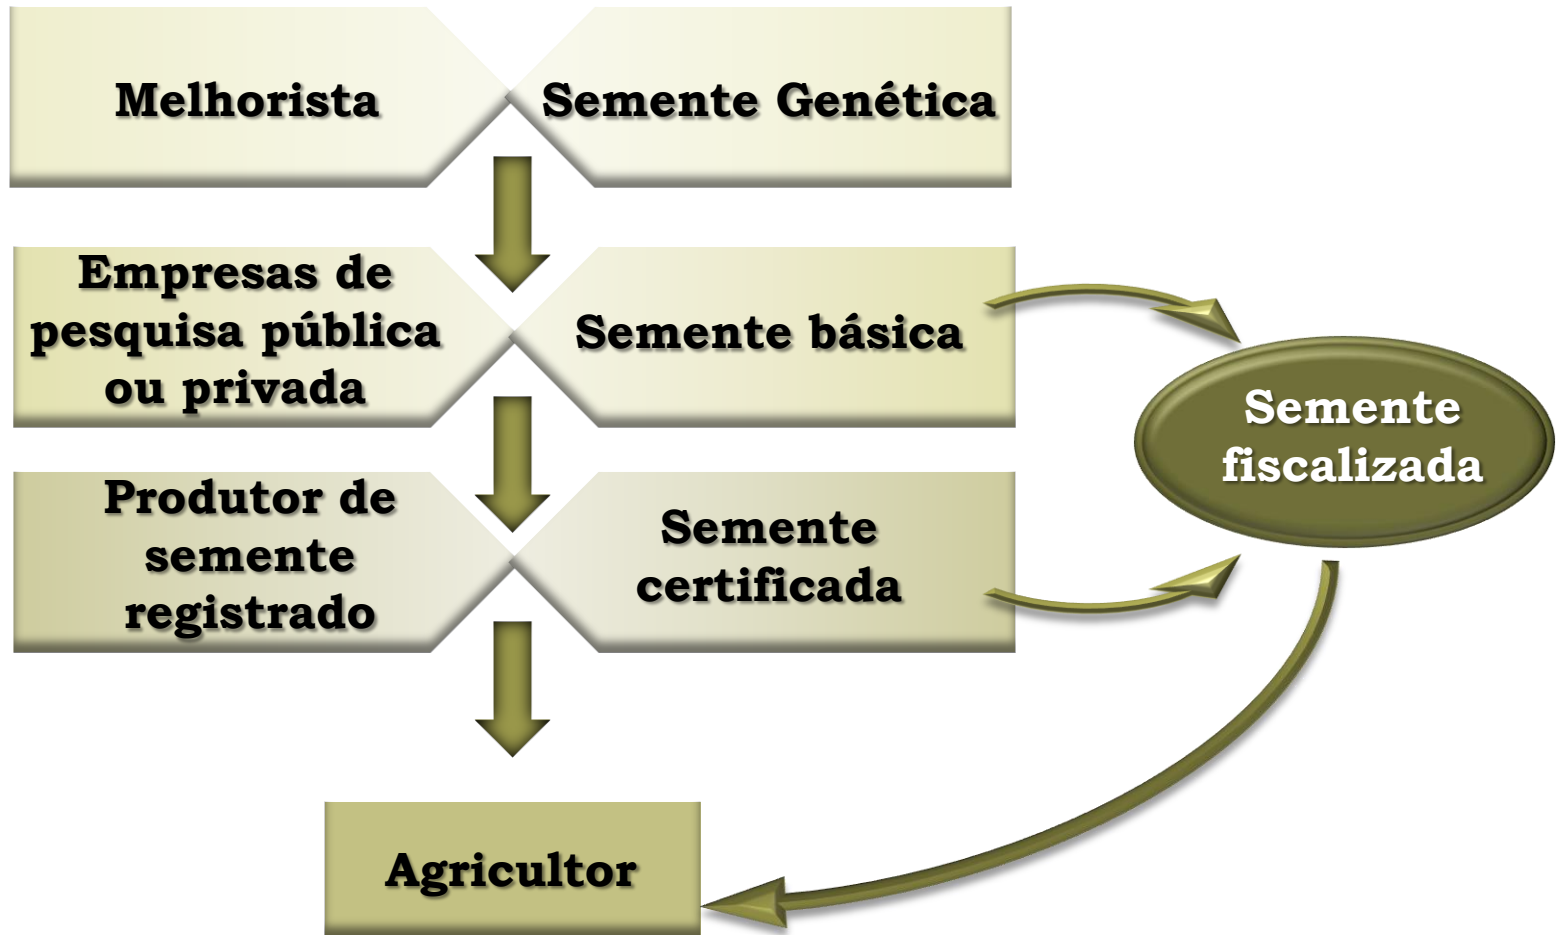 Melhorista
Semente Genética
Empresas de
pesquisa pública
ou privada
Semente básica
Semente
fiscalizada
Produtor de
semente
registrado
Semente
certificada
Agricultor